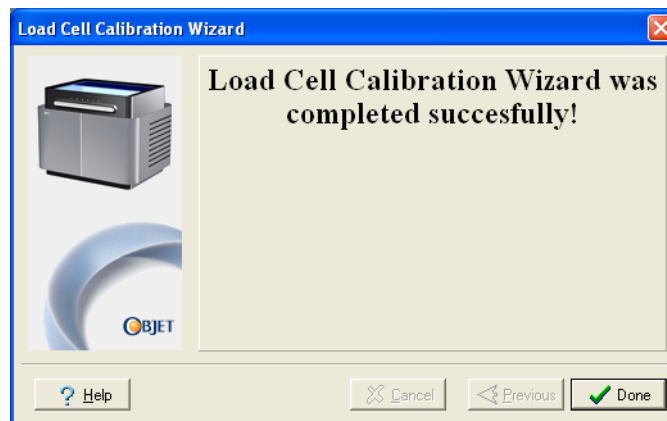 Load Cell Calibration Wizard
Load Cell Calibration Wizard was
completed succesfully!
OBJET
? Help
Cancel
Previous
Done